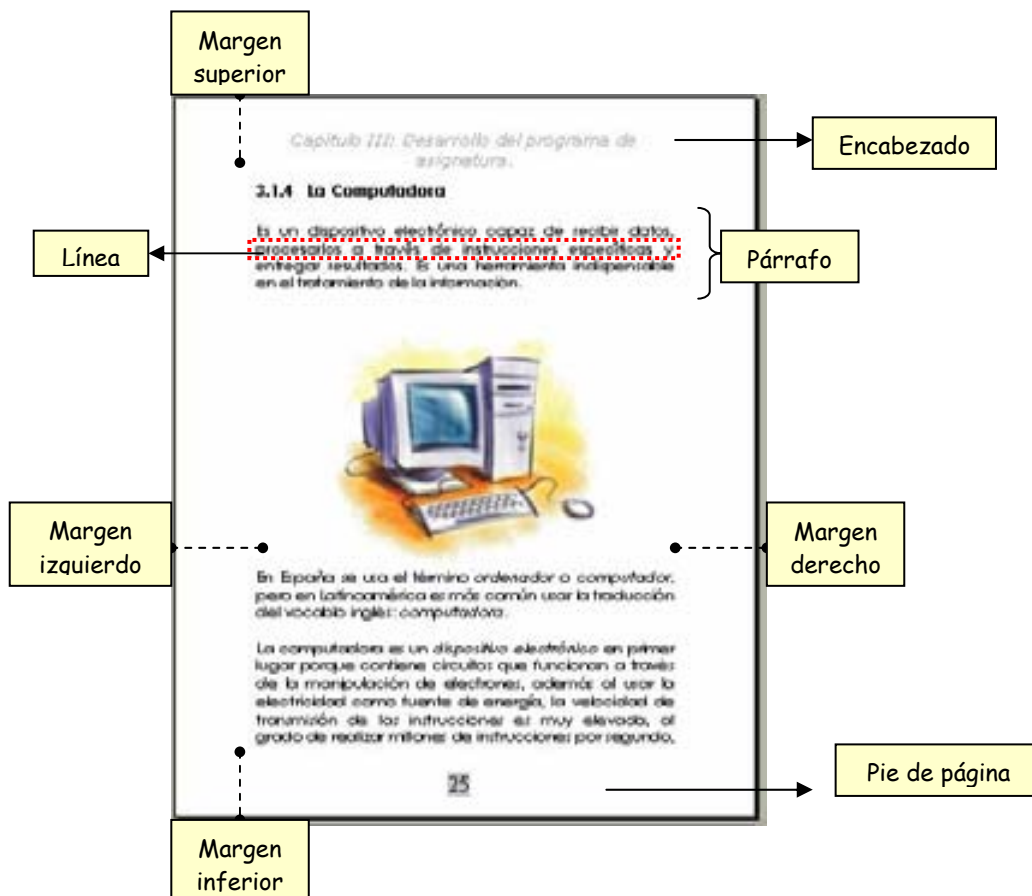 Margen
superior
Capítulo III: Desarrollo del programa de
asignatura.
Encabezado
3.1.4 La Computadora
Es un dispositivo electrónico capaz de recibir datos,
procesarlos a través de instrucciones específicas y
entregar resultados. Es una herramienta indispensable
en el tratamiento de la información.
Línea
Párrafo
Margen
izquierdo
Margen
derecho
En España se usa el término ordenador o computador,
pero en Latinoamérica es más común usar la traducción
del vocablo inglés: computadora.
La computadora es un dispositivo electrónico en primer
lugar porque contiene circuitos que funcionan a través
de la manipulación de electrones, además al usar la
electricidad como fuente de energía, la velocidad de
transmisión de las instrucciones es muy elevada, al
grado de realizar millones de instrucciones por segundo,
25
Pie de página
Margen
inferior